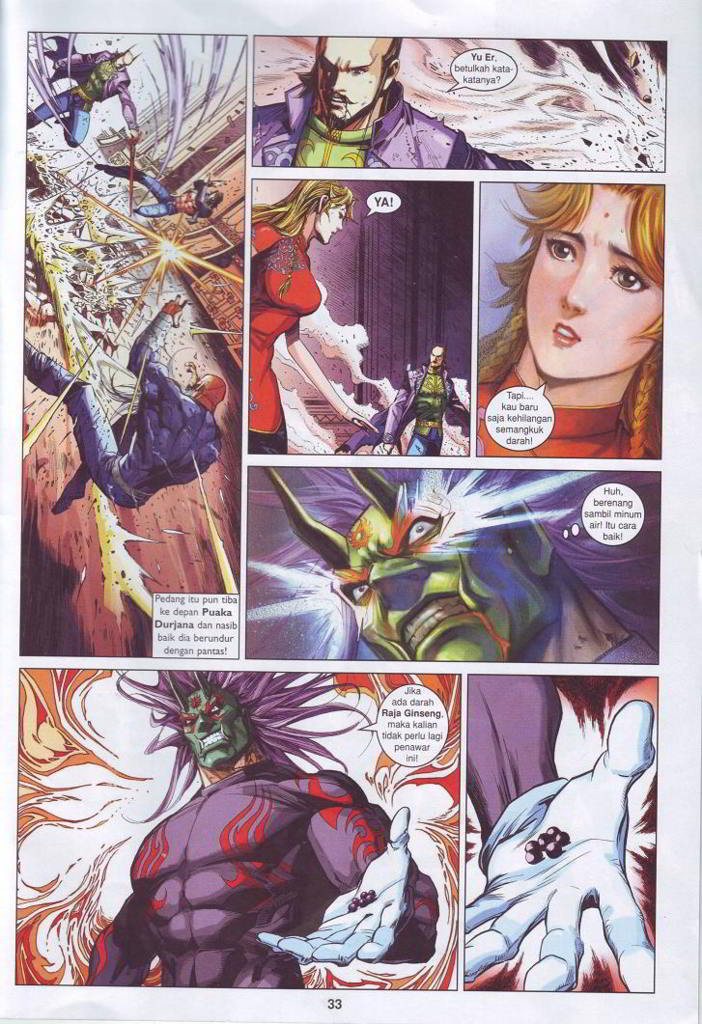 Pedang itu pun tiba
ke depan Puaka
Durjana dan nasib
baik dia berundur
dengan pantas!
Yu Er,
betulkah kata-
katanya?
YA!
Tapi....
kau baru
saja kehilangan
semangkuk
darah!
Huh,
berenang
sambil minum
air! Itu cara
baik!
Jika
ada darah
Raja Ginseng,
maka kalian
tidak perlu lagi
penawar
ini!
33